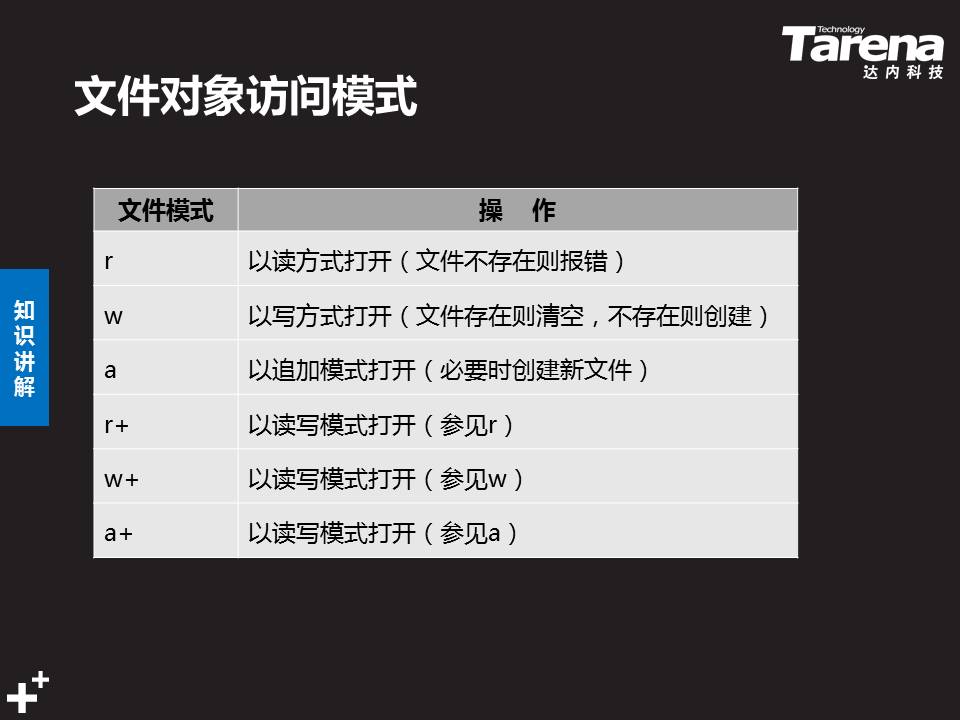 Technology
Tarena
达内科技
文件对象访问模式
文件模式 操 作
r 以读方式打开（文件不存在则报错）
w 以写方式打开（文件存在则清空，不存在则创建）
a 以追加模式打开（必要时创建新文件）
r+ 以读写模式打开（参见r）
w+ 以读写模式打开（参见w）
a+ 以读写模式打开（参见a）
知
识
讲
解